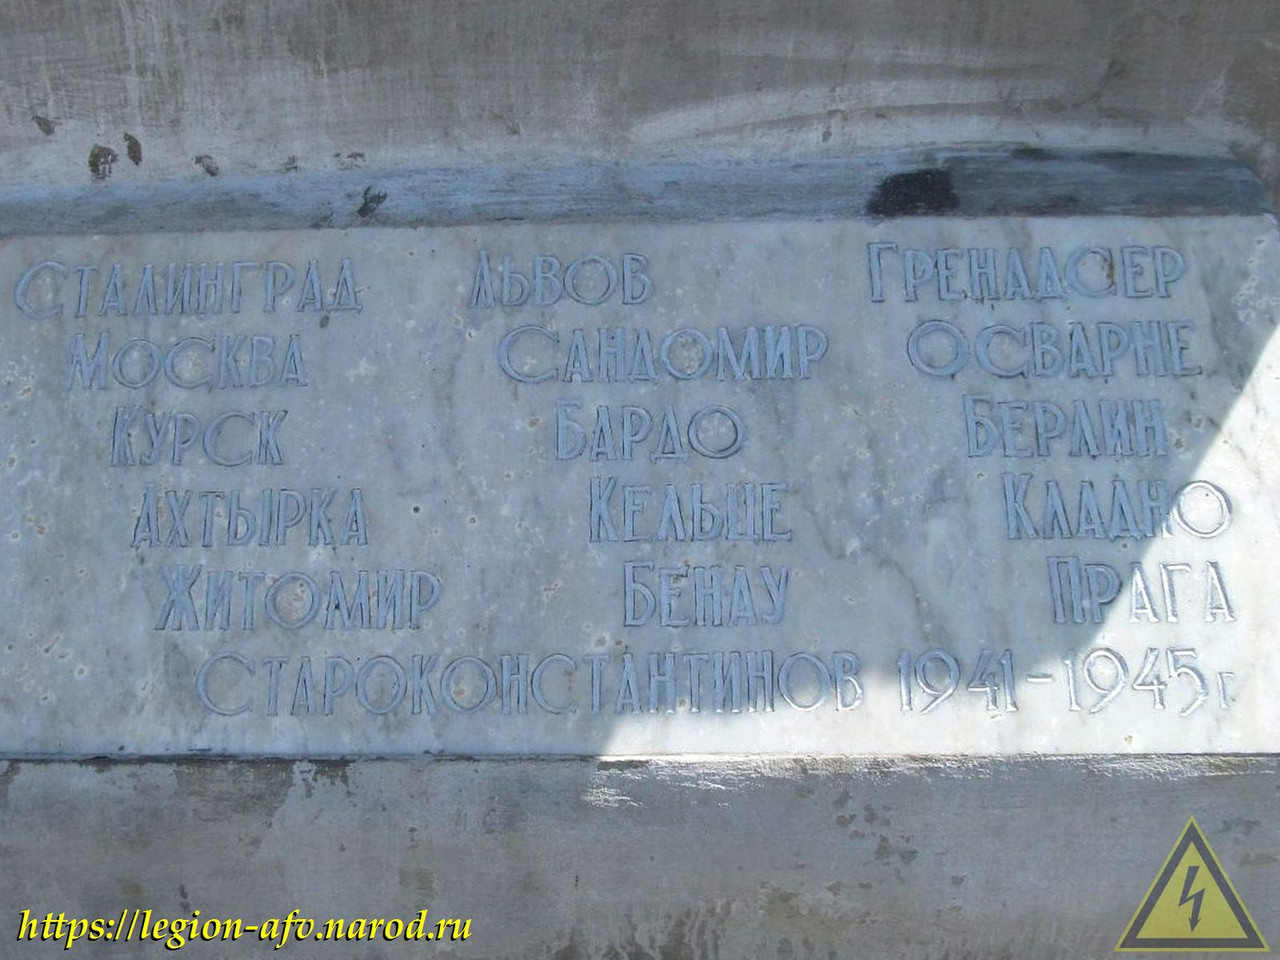 Сталинград Львов Гренадсер
Москва Сандомир Осварне
Курск Бардо Берлин
Ахтырка Кельце Кладно
Житомир Бенау Прага
Староконстантинов 1941-1945г.
https://legion-afv.narod.ru